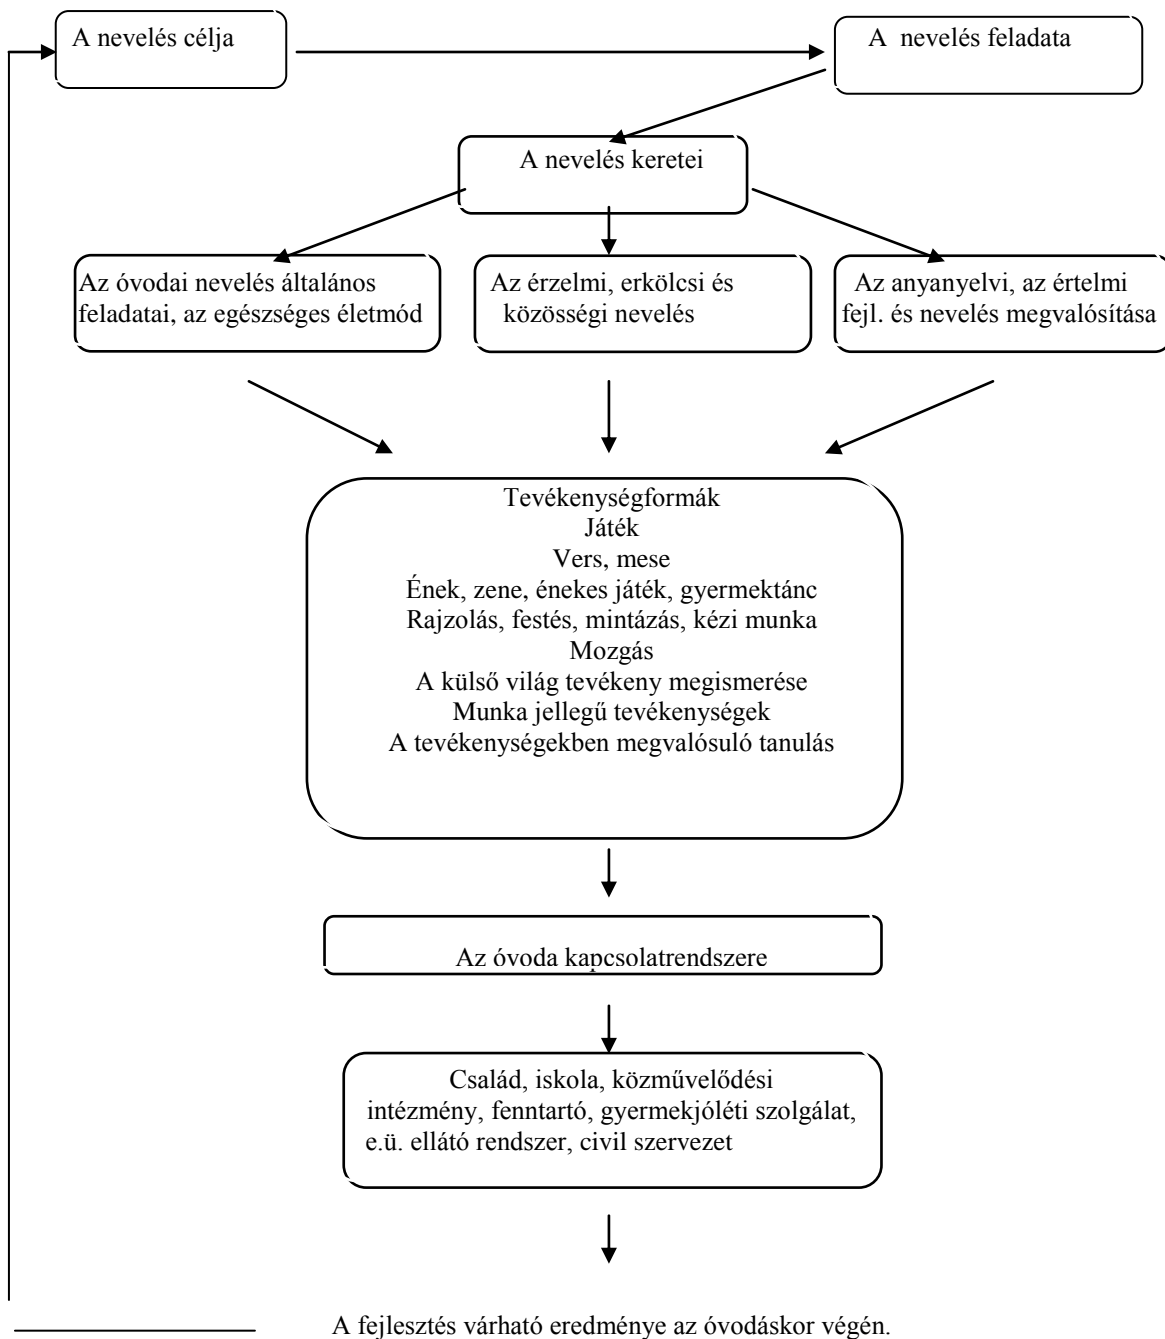 A nevelés célja
A nevelés feladata
A nevelés keretei
Az óvodai nevelés általános
feladatai, az egészséges életmód
Az érzelmi, erkölcsi és
közösségi nevelés
Az anyanyelvi, az értelmi
fejl. és nevelés megvalósítása
Tevékenységformák
Játék
Vers, mese
Ének, zene, énekes játék, gyermektánc
Rajzolás, festés, mintázás, kézi munka
Mozgás
A külső világ tevékeny megismerése
Munka jellegű tevékenységek
A tevékenységekben megvalósuló tanulás
Az óvoda kapcsolatrendszere
Család, iskola, közművelődési
intézmény, fenntartó, gyermekjóléti szolgálat,
e.ü. ellátó rendszer, civil szervezet
A fejlesztés várható eredménye az óvodáskor végén.